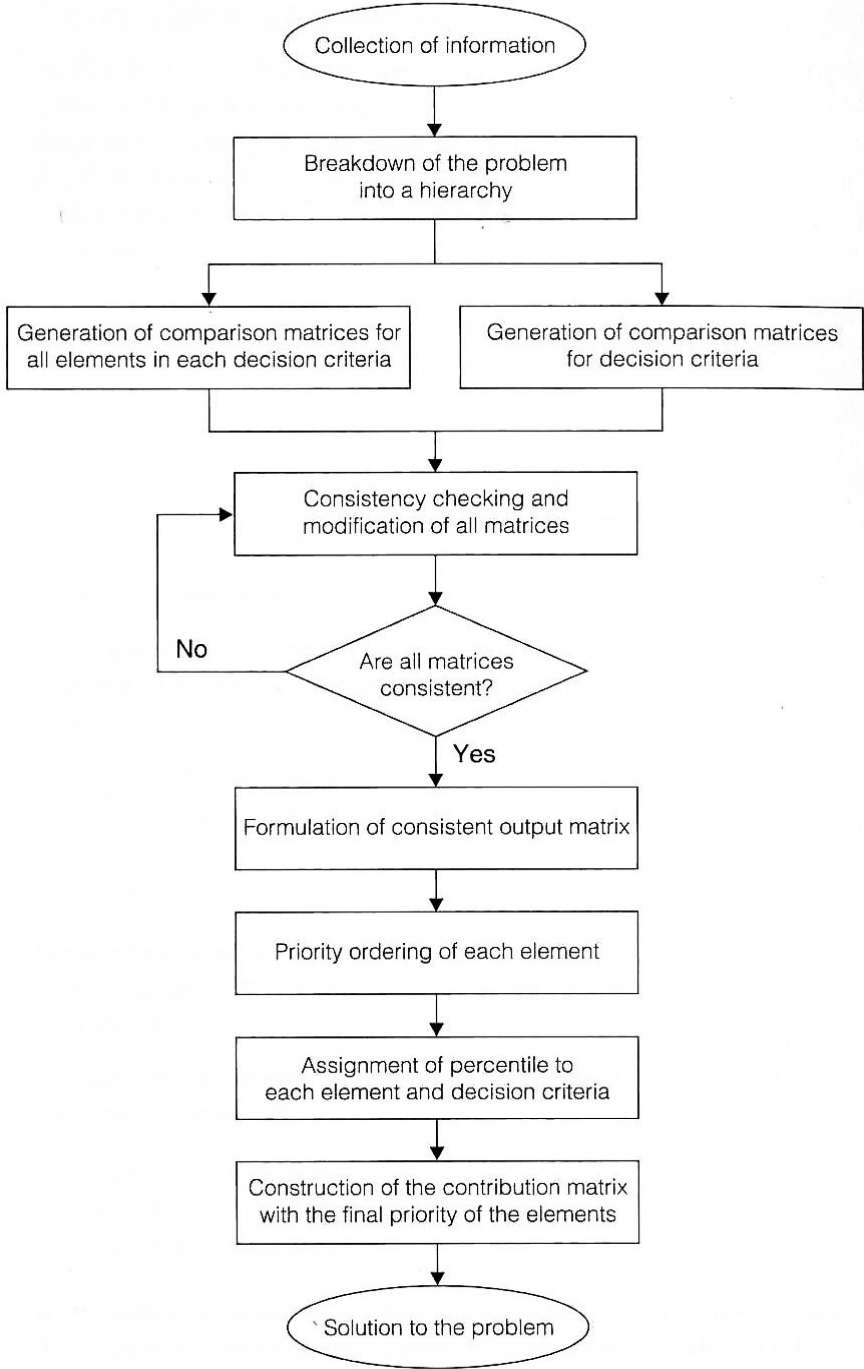 Collection of information
Breakdown of the problem
into a hierarchy
Generation of comparison matrices for
all elements in each decision criteria
Generation of comparison matrices
for decision criteria
Consistency checking and
modification of all matrices
No
Are all matrices
consistent?
Yes
Formulation of consistent output matrix
Priority ordering of each element
Assignment of percentile to
each element and decision criteria
Construction of the contribution matrix
with the final priority of the elements
Solution to the problem